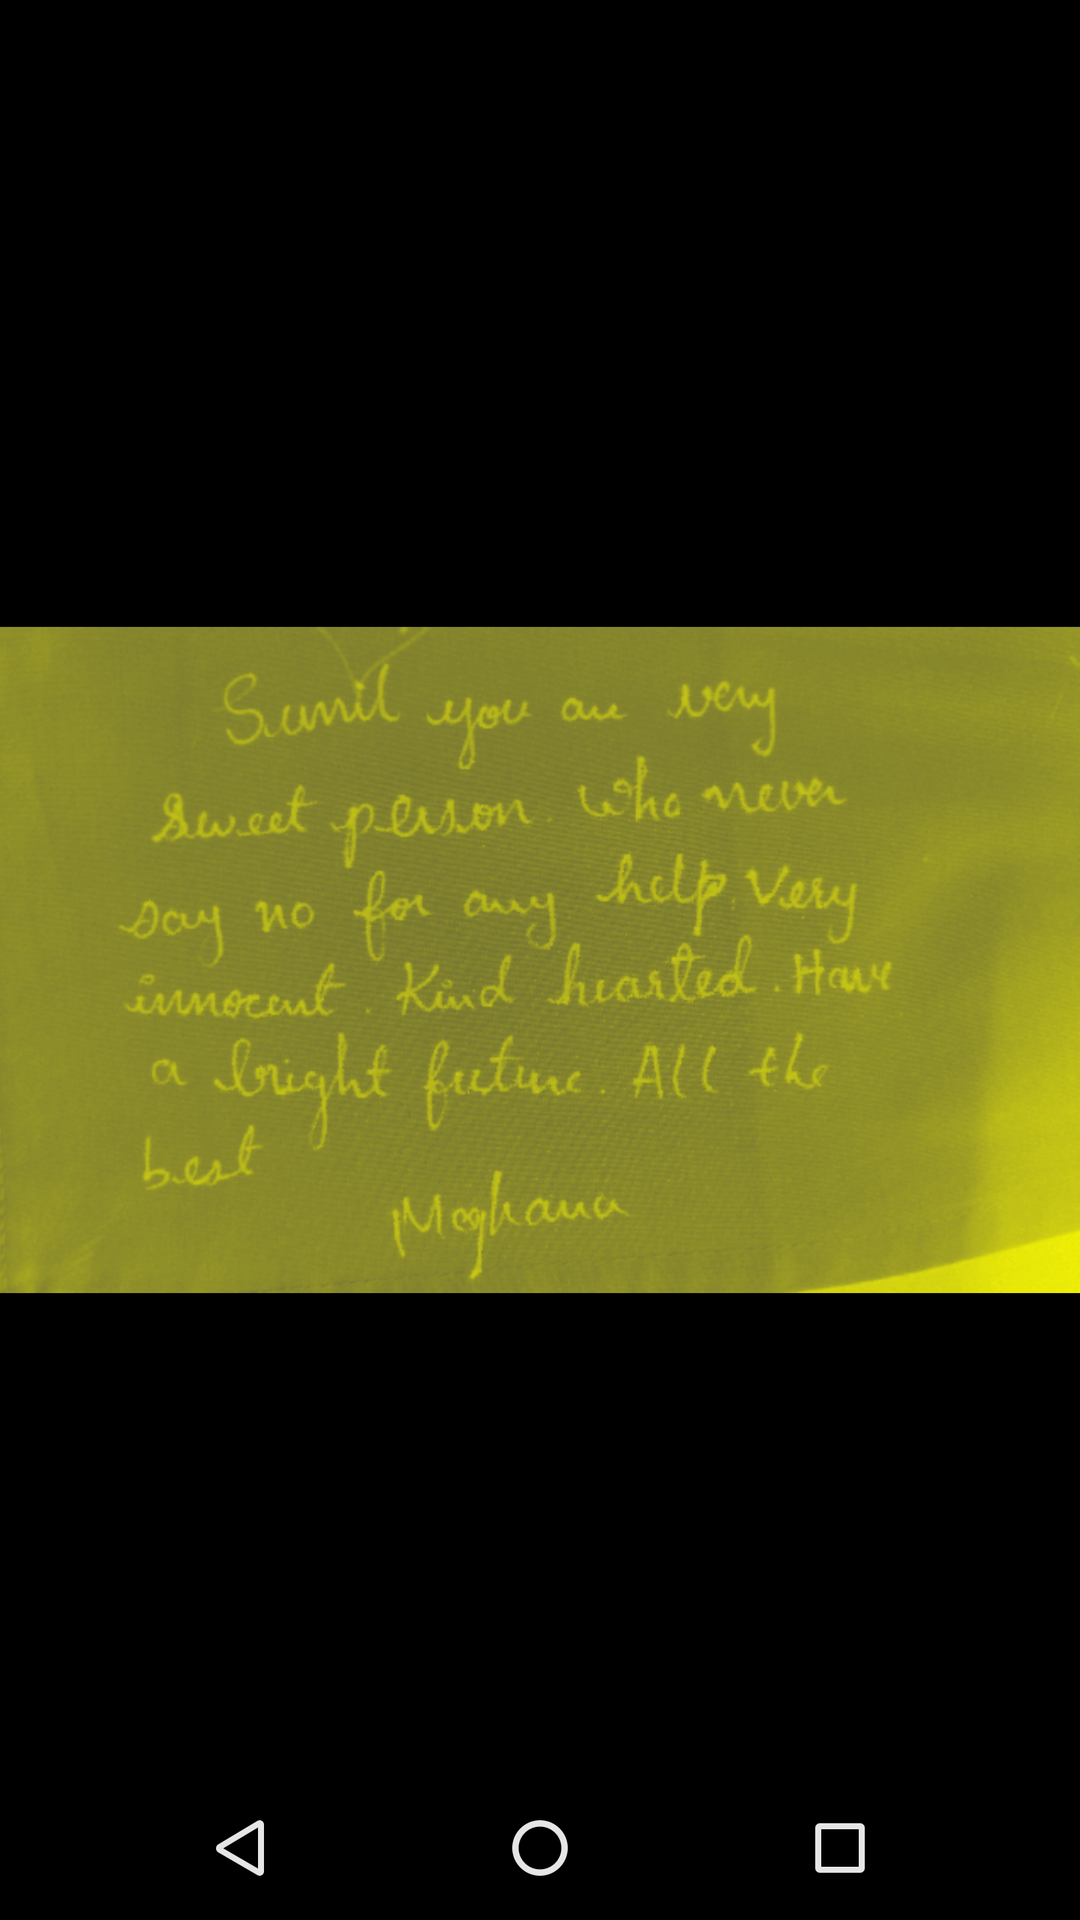 Sunil you are very
sweet person. Who never
say no for any help. Very
innocent. Kind hearted. Have
a bright future. All the
best
Meghana